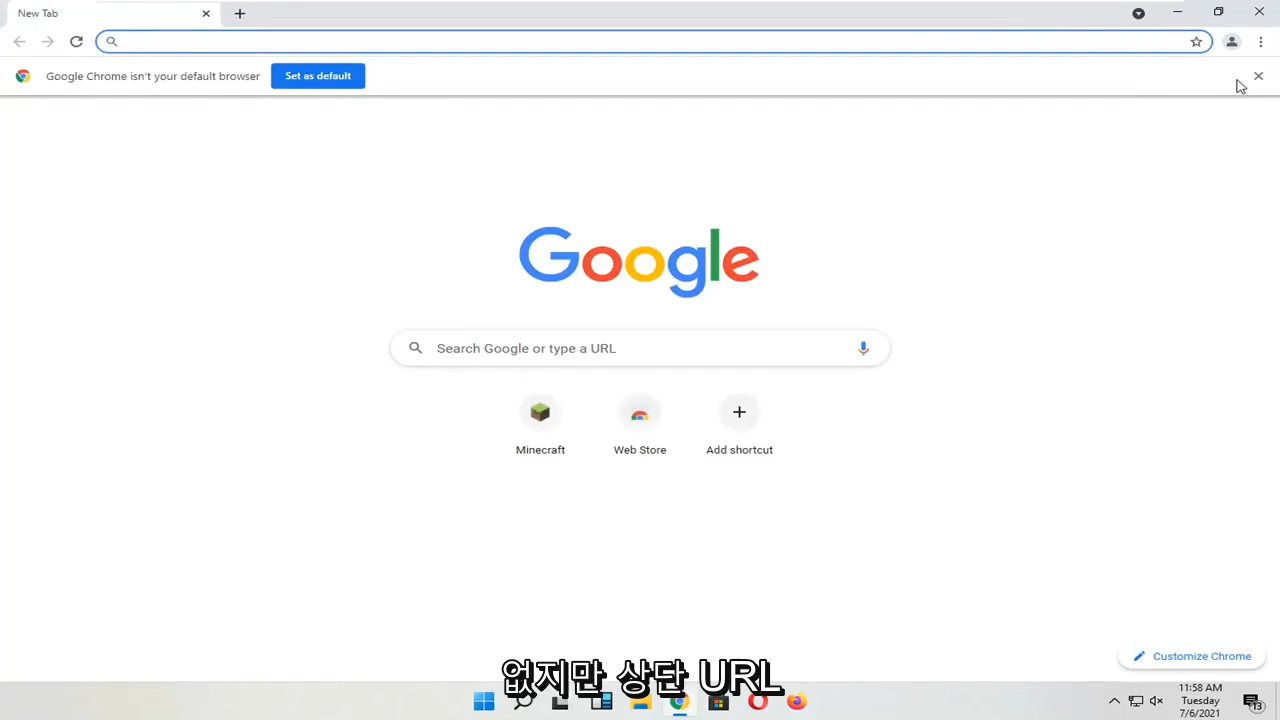 New Tab
Google Chrome isn't your default browser
Set as default
Google
Search Google or type a URL
Minecraft
Web Store
Add shortcut
Customize Chrome
없지만 상단 URL
11:58 AM
Tuesday
7/6/2021
13